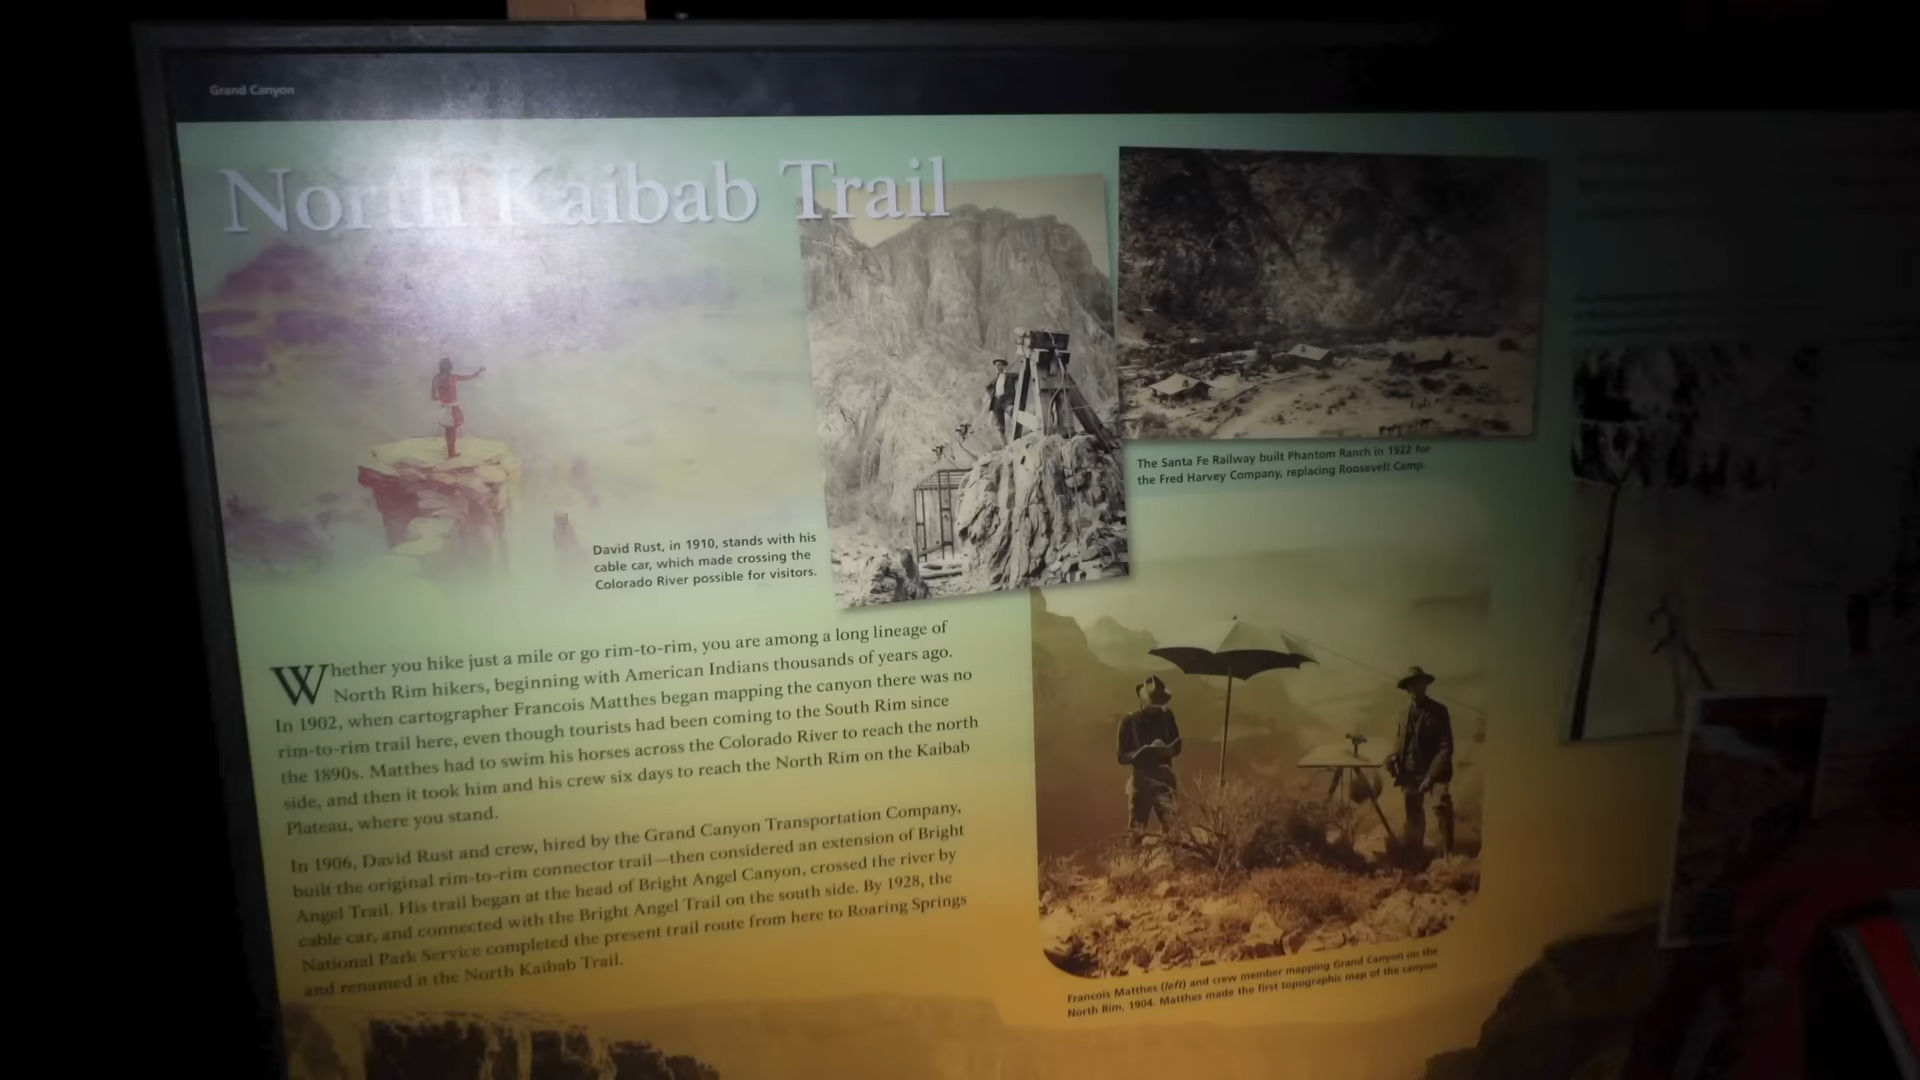 Grand Canyon
North Kaibab Trail
David Rust, in 1910, stands with his
cable car, which made crossing the
Colorado River possible for visitors.
The Santa Fe Railway built Phantom Ranch in 1922 for
the Fred Harvey Company, replacing Roosevelt Camp.
Whether you hike just a mile or go rim-to-rim, you are among a long lineage of
North Rim hikers, beginning with American Indians thousands of years ago.
In 1902, when cartographer Francois Matthes began mapping the canyon there was no
rim-to-rim trail here, even though tourists had been coming to the South Rim since
the 1890s. Matthes had to swim his horses across the Colorado River to reach the north
side, and then it took him and his crew six days to reach the North Rim on the Kaibab
Plateau, where you stand.
In 1906, David Rust and crew, hired by the Grand Canyon Transportation Company,
built the original rim-to-rim connector trail—then considered an extension of Bright
Angel Trail. His trail began at the head of Bright Angel Canyon, crossed the river by
cable car, and connected with the Bright Angel Trail on the south side. By 1928, the
National Park Service completed the present trail route from here to Roaring Springs
and renamed it the North Kaibab Trail.
Francois Matthes (left) and crew member mapping Grand Canyon on the
North Rim, 1904. Matthes made the first topographic map of the canyon.